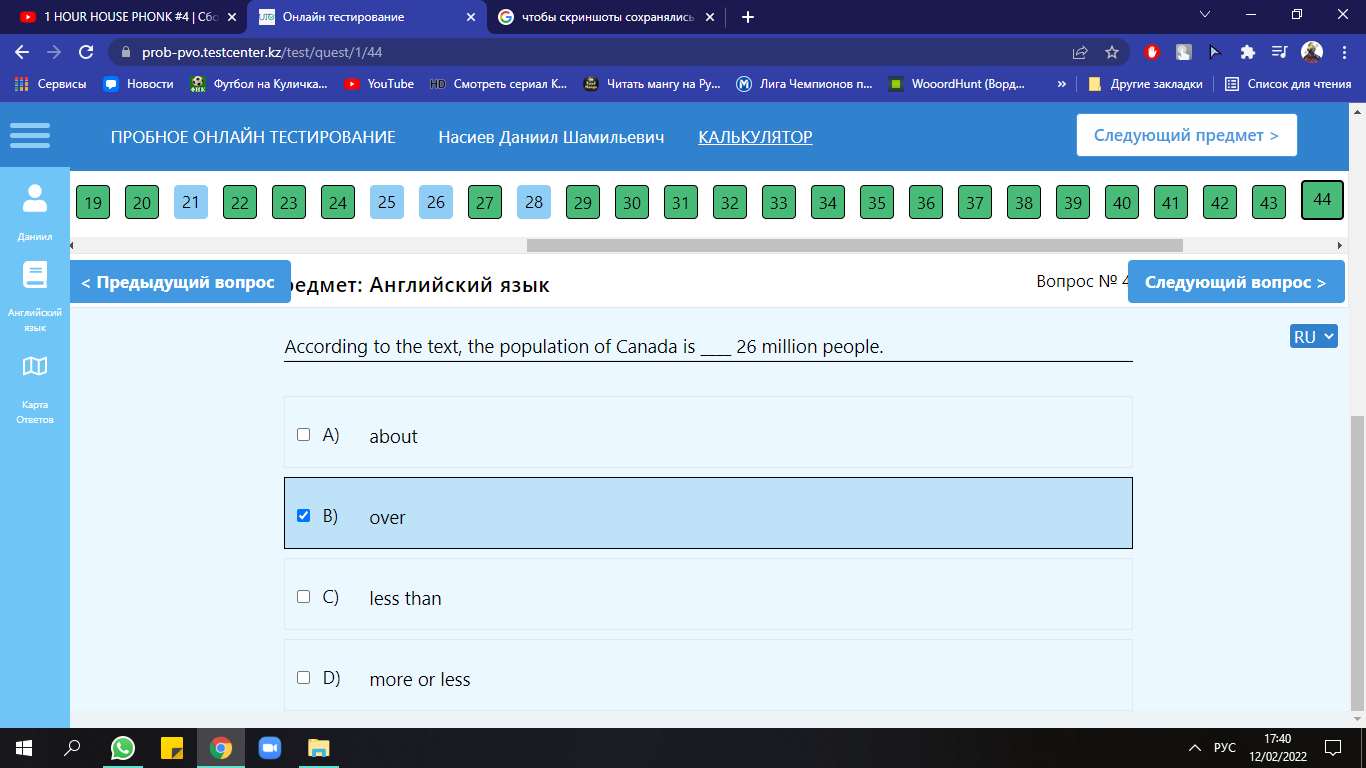 1 HOUR HOUSE PHONK #4 | Сбо
Онлайн тестирование
чтобы скриншоты сохранялись
prob-pvo.testcenter.kz/test/quest/1/44
Сервисы
Новости
Футбол на Куличка...
YouTube
HD Смотреть сериал К...
Читать мангу на Ру...
Лига Чемпионов п...
WooordHunt (Ворд...
»
Другие закладки
Список для чтения
ПРОБНОЕ ОНЛАЙН ТЕСТИРОВАНИЕ
Насиев Даниил Шамильевич
КАЛЬКУЛЯТОР
Следующий предмет >
19 20 21 22 23 24 25 26 27 28 29 30 31 32 33 34 35 36 37 38 39 40 41 42 43 44
Даниил
Английский
язык
Карта
Ответов
< Предыдущий вопрос
редмет: Английский язык
Вопрос № 4
Следующий вопрос >
RU
According to the text, the population of Canada is ____ 26 million people.
A) about
B) over
C) less than
D) more or less
РУС
17:40
12/02/2022